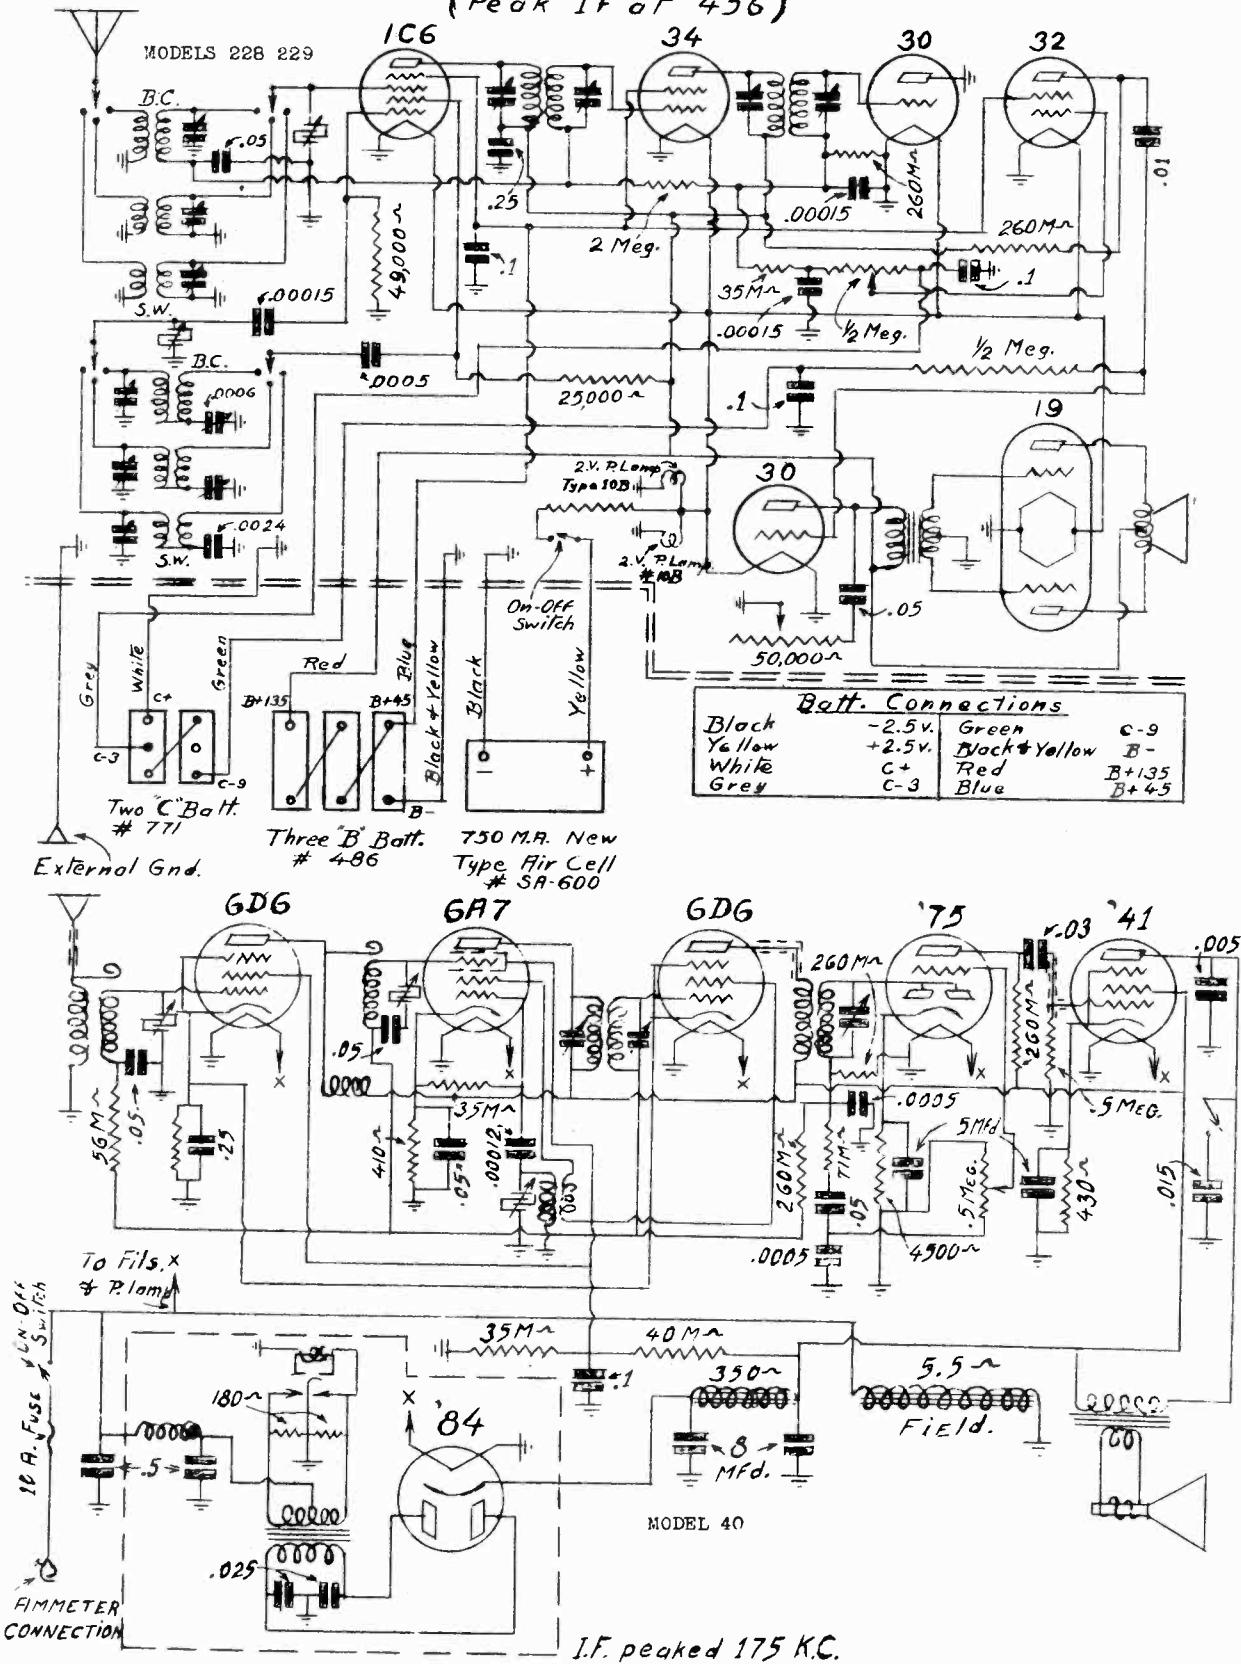 (Peak IF at 456)
MODELS 228 229
1C6
34
30
32
B.C.
.05
.25
2 Meg.
.00015
260M~
260M~
.01
49,000~
.1
35M~
.00015
½ Meg.
.1
S.W.
.00015
B.C.
.0005
.0006
25,000~
½ Meg.
.1
19
2.V. P. Lamp
Type 10B
30
.0024
S.W.
2.V. P. Lamp
#10B
On-Off
Switch
.05
50,000~
Grey
White
Green
Red
Blue
Black & Yellow
Black
Yellow
C+
C-3
C-9
B+135
B+45
B-
-
+
Two "C" Batt.
# 771
Three "B" Batt.
# 486
750 M.A. New
Type Air Cell
# SA-600
External Gnd.
Batt. Connections
Black -2.5v. Green C-9
Yellow +2.5v. Black & Yellow B-
White C+ Red B+135
Grey C-3 Blue B+45
6D6
6A7
6D6
'75
'41
.03
.005
260M~
.05
.05
56M~
.25
x
x
x
x
35M~
410~
.05
.00012
260M~
.0005
71M~
.05
.0005
5Mfd
.5MEG.
4500~
260M~
.5MEG.
430~
.015
To Fils. x
& P. lamp
10 A. Fuse
ON-OFF
Switch
35M~
40M~
.1
350~
5.5~
Field.
180~
x
'84
.5
8
Mfd.
.025
MODEL 40
AMMETER
CONNECTION
I.F. peaked 175 K.C.